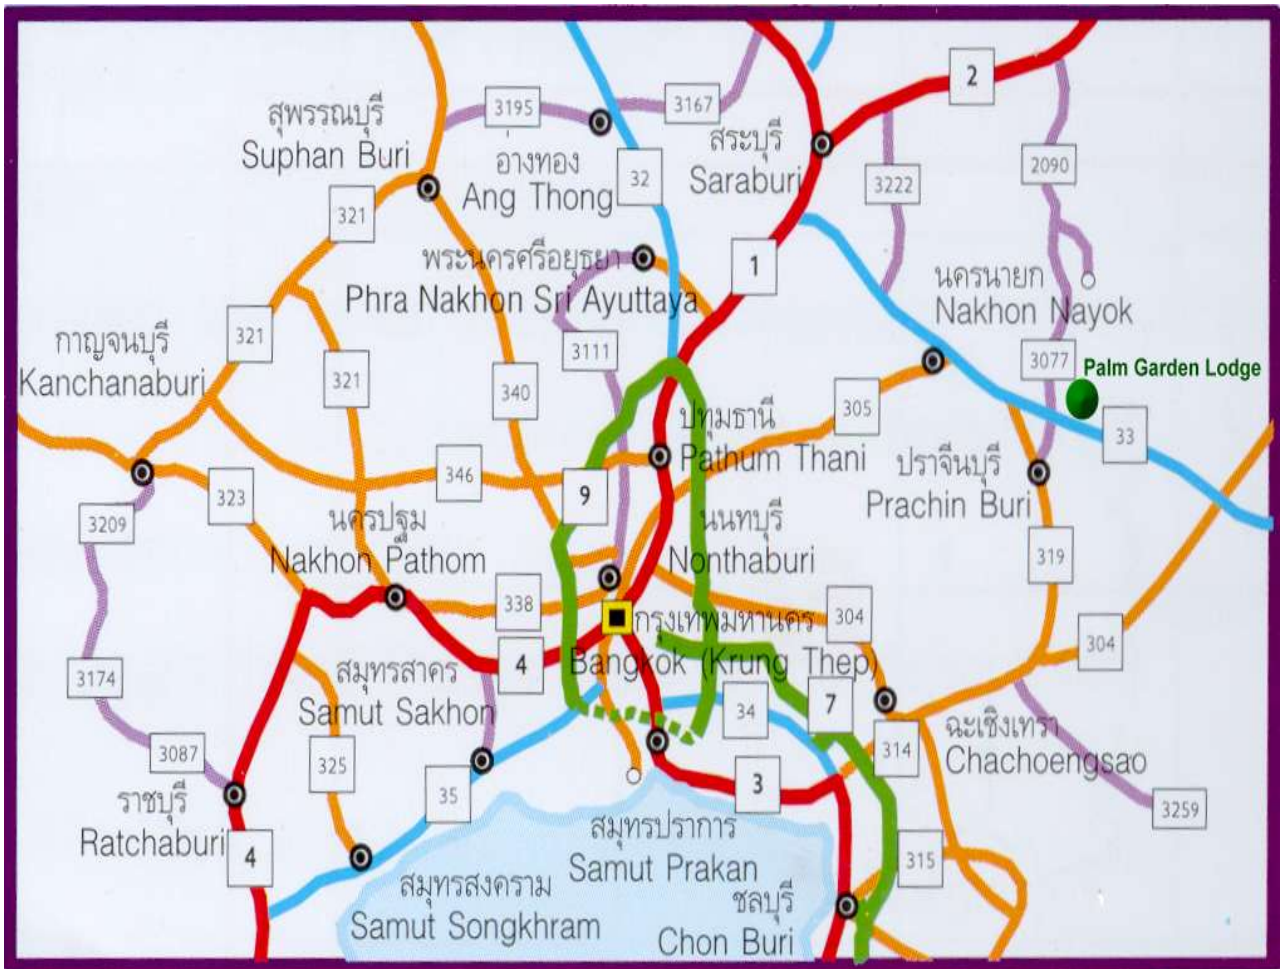 2
3195
3167
สุพรรณบุรี
Suphan Buri
อ่างทอง
Ang Thong
32
สระบุรี
Saraburi
3222
2090
321
1
พระนครศรีอยุธยา
Phra Nakhon Sri Ayuttaya
นครนายก
Nakhon Nayok
321
กาญจนบุรี
Kanchanaburi
3111
321
340
3077
Palm Garden Lodge
305
33
ปทุมธานี
Pathum Thani
ปราจีนบุรี
Prachin Buri
346
9
323
3209
นครปฐม
Nakhon Pathom
นนทบุรี
Nonthaburi
319
338
304
กรุงเทพมหานคร
Bangkok (Krung Thep)
304
4
สมุทรสาคร
Samut Sakhon
3174
34
7
ฉะเชิงเทรา
Chachoengsao
314
3087
325
35
3
3259
ราชบุรี
Ratchaburi
4
สมุทรปราการ
Samut Prakan
315
สมุทรสงคราม
Samut Songkhram
ชลบุรี
Chon Buri